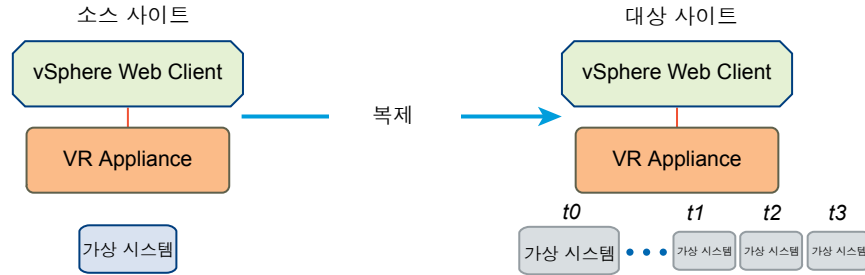 소스 사이트
대상 사이트
vSphere Web Client
vSphere Web Client
복제
VR Appliance
VR Appliance
t0
t1
t2
t3
가상 시스템
가상 시스템
가상 시스템
가상 시스템
가상 시스템